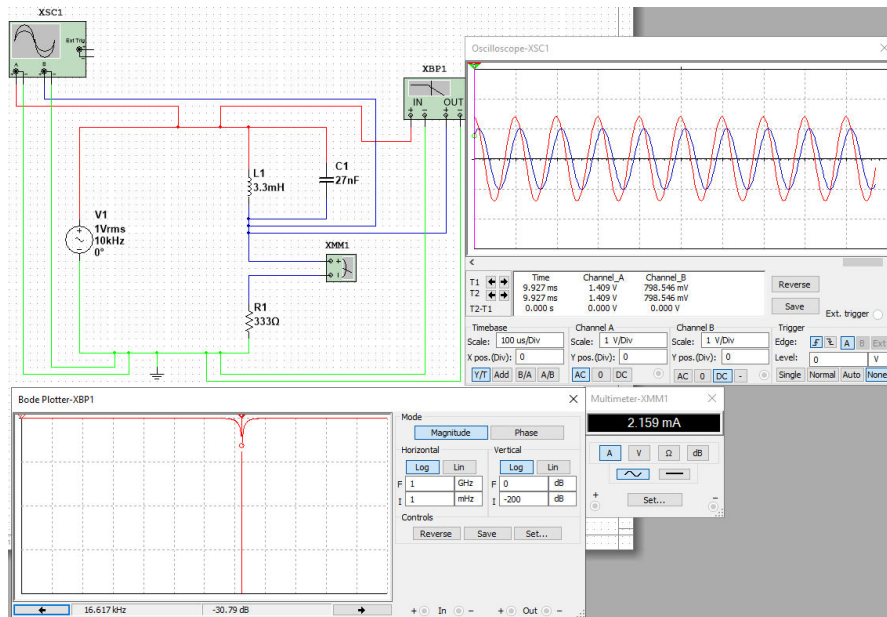 XSC1
Ext Trig
A B
XBP1
IN OUT
L1
3.3mH
C1
27nF
V1
1Vrms
10kHz
0°
XMM1
R1
333Ω
Oscilloscope-XSC1
T1
T2
T2-T1
Time Channel_A Channel_B
9.927 ms 1.409 V 798.546 mV
9.927 ms 1.409 V 798.546 mV
0.000 s 0.000 V 0.000 V
Reverse
Save
Ext. trigger
Timebase
Scale: 100 us/Div
X pos.(Div): 0
Y/T Add B/A A/B
Channel A
Scale: 1 V/Div
Y pos.(Div): 0
AC 0 DC
Channel B
Scale: 1 V/Div
Y pos.(Div): 0
AC 0 DC -
Trigger
Edge: A B Ext
Level: 0 V
Single Normal Auto None
Bode Plotter-XBP1
Mode
Magnitude Phase
Horizontal Vertical
Log Lin Log Lin
F 1 GHz F 0 dB
I 1 mHz I -200 dB
Controls
Reverse Save Set...
16.617 kHz -30.79 dB
+ In - + Out -
Multimeter-XMM1
2.159 mA
A V Ω dB
+ Set... -